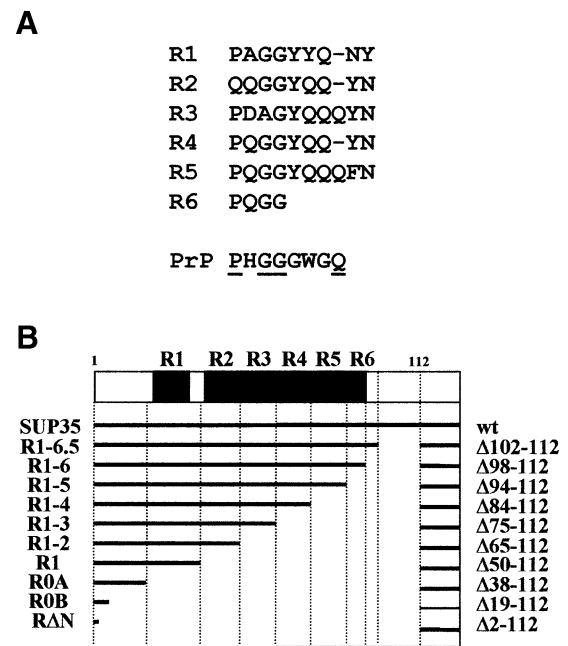 A
R1 PAGGYYQ-NY
R2 QQGGYQQ-YN
R3 PDAGYQQQYN
R4 PQGGYQQ-YN
R5 PQGGYQQQFN
R6 PQGG
PrP PHGGGWGQ
B
1 R1 R2 R3 R4 R5 R6 112
SUP35 wt
R1-6.5 Δ102-112
R1-6 Δ98-112
R1-5 Δ94-112
R1-4 Δ84-112
R1-3 Δ75-112
R1-2 Δ65-112
R1 Δ50-112
R0A Δ38-112
R0B Δ19-112
RΔN Δ2-112